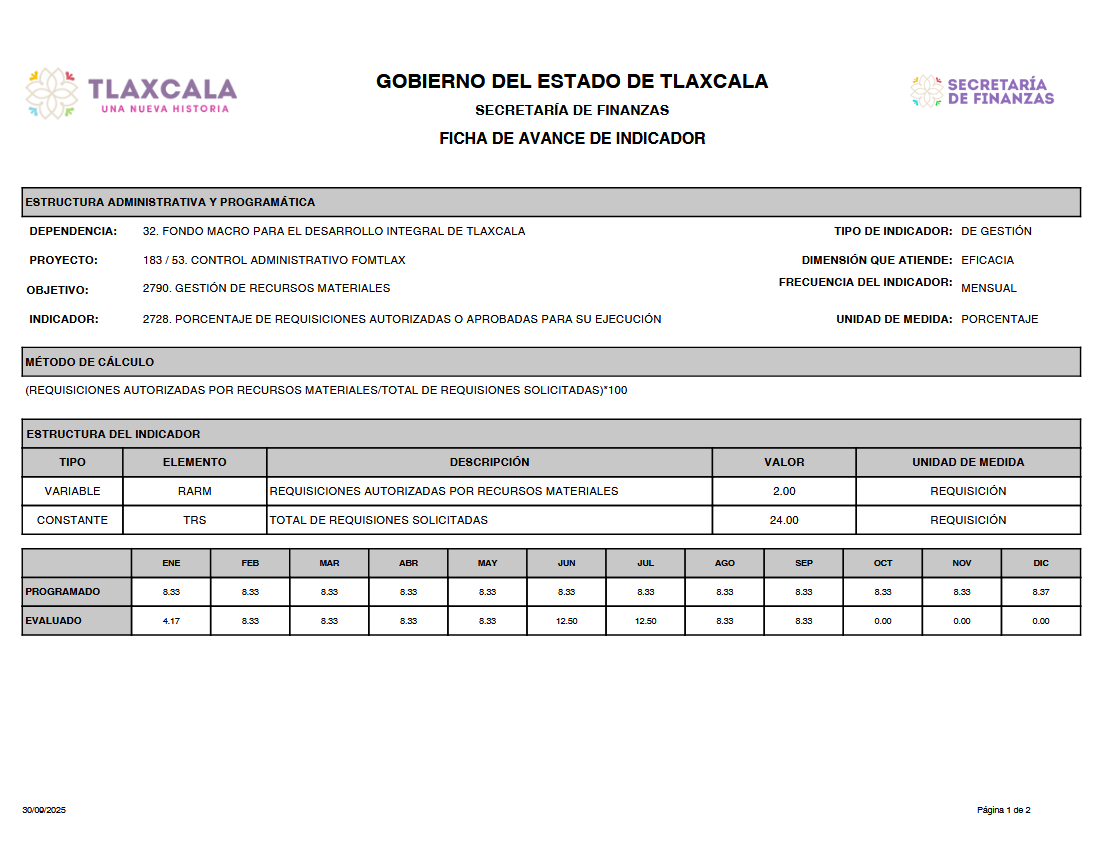 TLAXCALA
UNA NUEVA HISTORIA
GOBIERNO DEL ESTADO DE TLAXCALA
SECRETARÍA DE FINANZAS
FICHA DE AVANCE DE INDICADOR
SECRETARÍA
DE FINANZAS
ESTRUCTURA ADMINISTRATIVA Y PROGRAMÁTICA
DEPENDENCIA: 32. FONDO MACRO PARA EL DESARROLLO INTEGRAL DE TLAXCALA TIPO DE INDICADOR: DE GESTIÓN
PROYECTO: 183 / 53. CONTROL ADMINISTRATIVO FOMTLAX DIMENSIÓN QUE ATIENDE: EFICACIA
OBJETIVO: 2790. GESTIÓN DE RECURSOS MATERIALES FRECUENCIA DEL INDICADOR: MENSUAL
INDICADOR: 2728. PORCENTAJE DE REQUISICIONES AUTORIZADAS O APROBADAS PARA SU EJECUCIÓN UNIDAD DE MEDIDA: PORCENTAJE
MÉTODO DE CÁLCULO
(REQUISICIONES AUTORIZADAS POR RECURSOS MATERIALES/TOTAL DE REQUISIONES SOLICITADAS)*100
ESTRUCTURA DEL INDICADOR
TIPO ELEMENTO DESCRIPCIÓN VALOR UNIDAD DE MEDIDA
VARIABLE RARM REQUISICIONES AUTORIZADAS POR RECURSOS MATERIALES 2.00 REQUISICIÓN
CONSTANTE TRS TOTAL DE REQUISIONES SOLICITADAS 24.00 REQUISICIÓN
ENE FEB MAR ABR MAY JUN JUL AGO SEP OCT NOV DIC
PROGRAMADO 8.33 8.33 8.33 8.33 8.33 8.33 8.33 8.33 8.33 8.33 8.33 8.37
EVALUADO 4.17 8.33 8.33 8.33 8.33 12.50 12.50 8.33 8.33 0.00 0.00 0.00
30/09/2025 Página 1 de 2